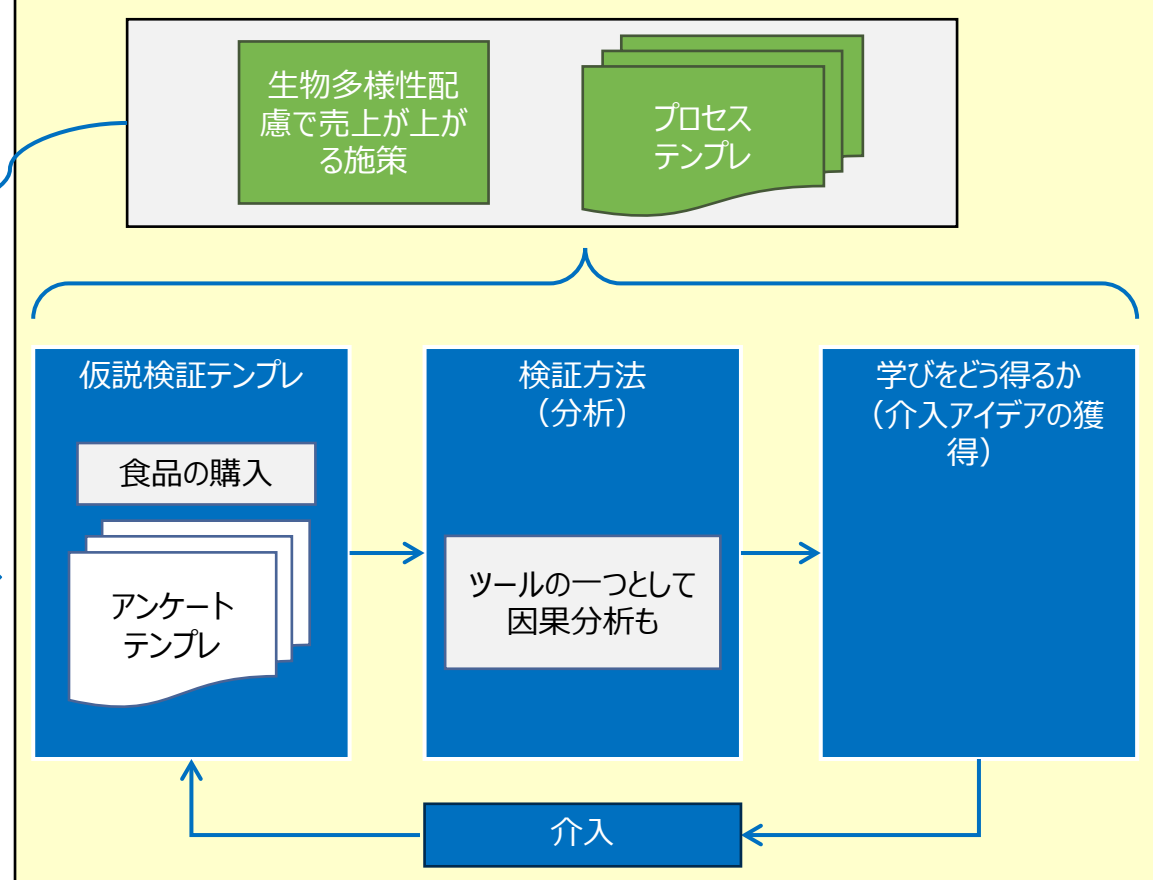 生物多様性配
慮で売上が上が
る施策
プロセス
テンプレ
仮説検証テンプレ
食品の購入
アンケート
テンプレ
検証方法
（分析）
ツールの一つとして
因果分析も
学びをどう得るか
（介入アイデアの獲
得）
介入